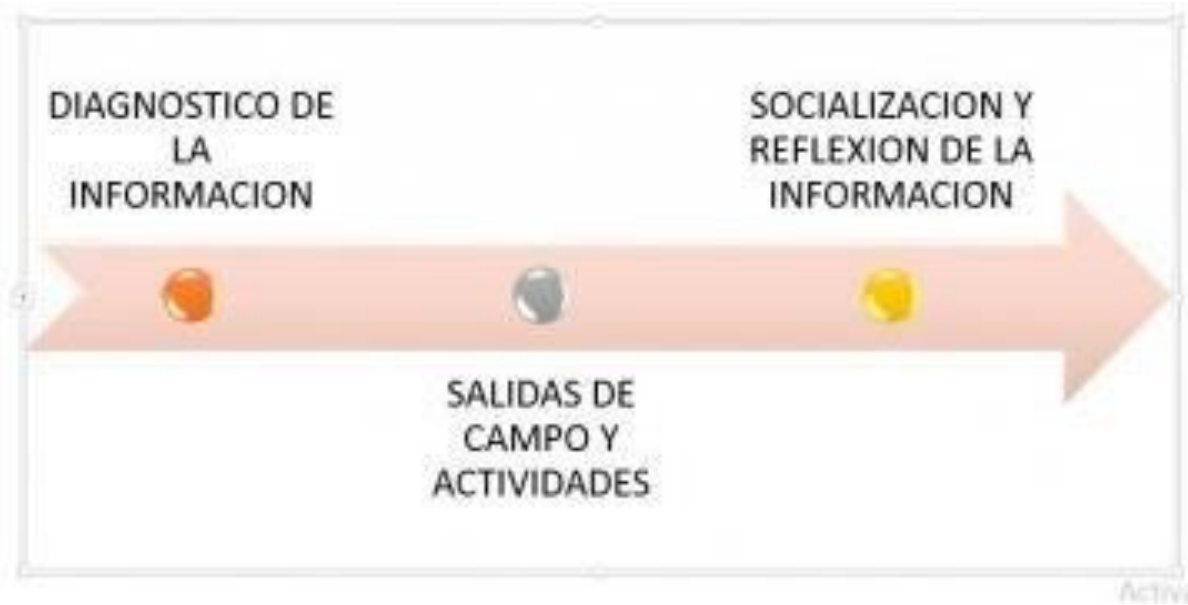 DIAGNOSTICO DE
LA
INFORMACION
SALIDAS DE
CAMPO Y
ACTIVIDADES
SOCIALIZACION Y
REFLEXION DE LA
INFORMACION